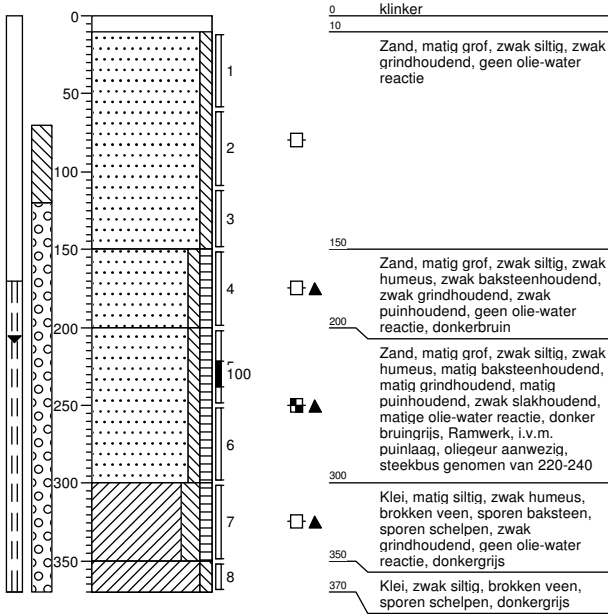 0
50
100
150
200
250
300
350
1
2
3
4
100
6
7
8
0 klinker
10
Zand, matig grof, zwak siltig, zwak
grindhoudend, geen olie-water
reactie
150
Zand, matig grof, zwak siltig, zwak
humeus, zwak baksteenhoudend,
zwak grindhoudend, zwak
puinhoudend, geen olie-water
reactie, donkerbruin
200
Zand, matig grof, zwak siltig, zwak
humeus, matig baksteenhoudend,
matig grindhoudend, matig
puinhoudend, zwak slakhoudend,
matige olie-water reactie, donker
bruingrijs, Ramwerk, i.v.m.
puinlaag, oliegeur aanwezig,
steekbus genomen van 220-240
300
Klei, matig siltig, zwak humeus,
brokken veen, sporen baksteen,
sporen schelpen, zwak
grindhoudend, geen olie-water
reactie, donkergrijs
350
Klei, zwak siltig, brokken veen,
sporen schelpen, donkergrijs
370